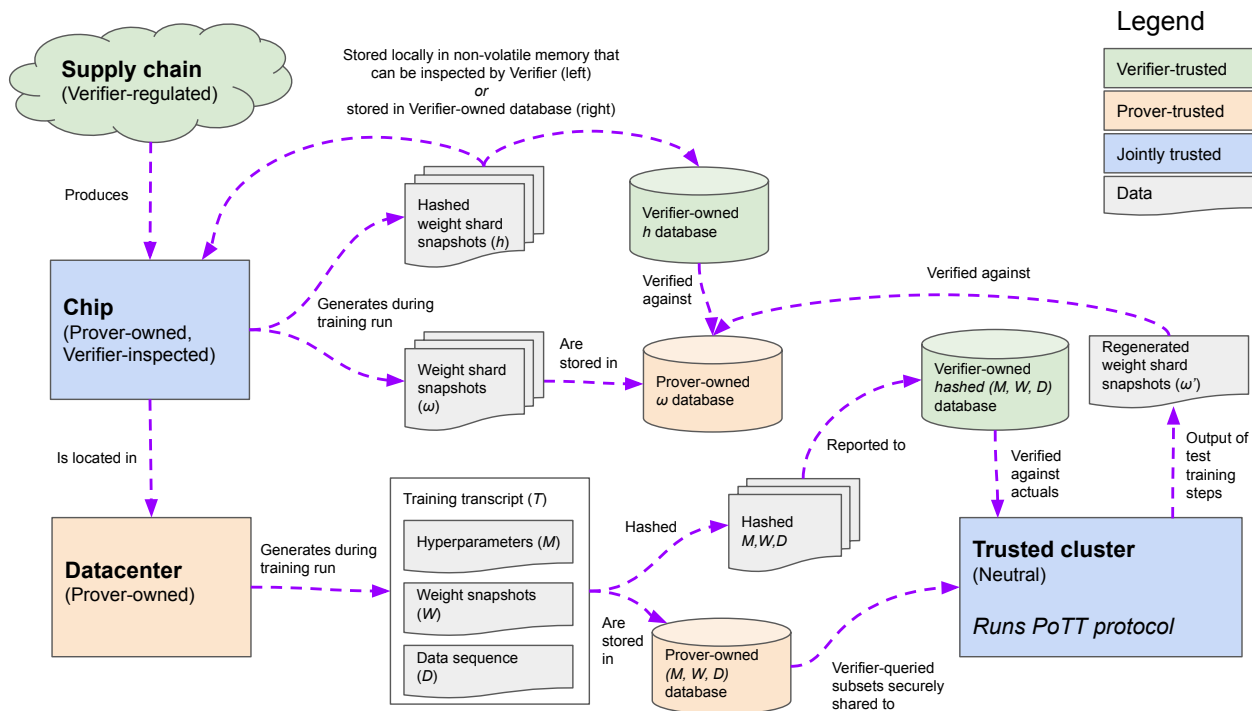 Legend
Verifier-trusted
Prover-trusted
Jointly trusted
Data
Supply chain
(Verifier-regulated)
Stored locally in non-volatile memory that
can be inspected by Verifier (left)
or
stored in Verifier-owned database (right)
Produces
Hashed
weight shard
snapshots (h)
Verifier-owned
h database
Chip
(Prover-owned,
Verifier-inspected)
Generates during
training run
Verified
against
Verified against
Weight shard
snapshots
(ω)
Are
stored in
Prover-owned
ω database
Verifier-owned
hashed (M, W, D)
database
Regenerated
weight shard
snapshots (ω')
Is located in
Reported to
Verified
against
actuals
Output of
test
training
steps
Datacenter
(Prover-owned)
Generates during
training run
Training transcript (T)
Hyperparameters (M)
Weight snapshots
(W)
Data sequence
(D)
Hashed
Hashed
M,W,D
Are
stored
in
Prover-owned
(M, W, D)
database
Verifier-queried
subsets securely
shared to
Trusted cluster
(Neutral)
Runs PoTT protocol